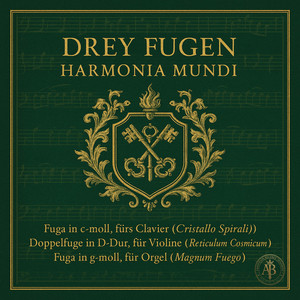 DREY FUGEN
HARMONIA MUNDI
Fuga in c-moll, fürs Clavier (Cristallo Spirali))
Doppelfuge in D-Dur, für Violine (Reticulum Cosmicum)
Fuga in g-moll, für Orgel (Magnum Fuego)